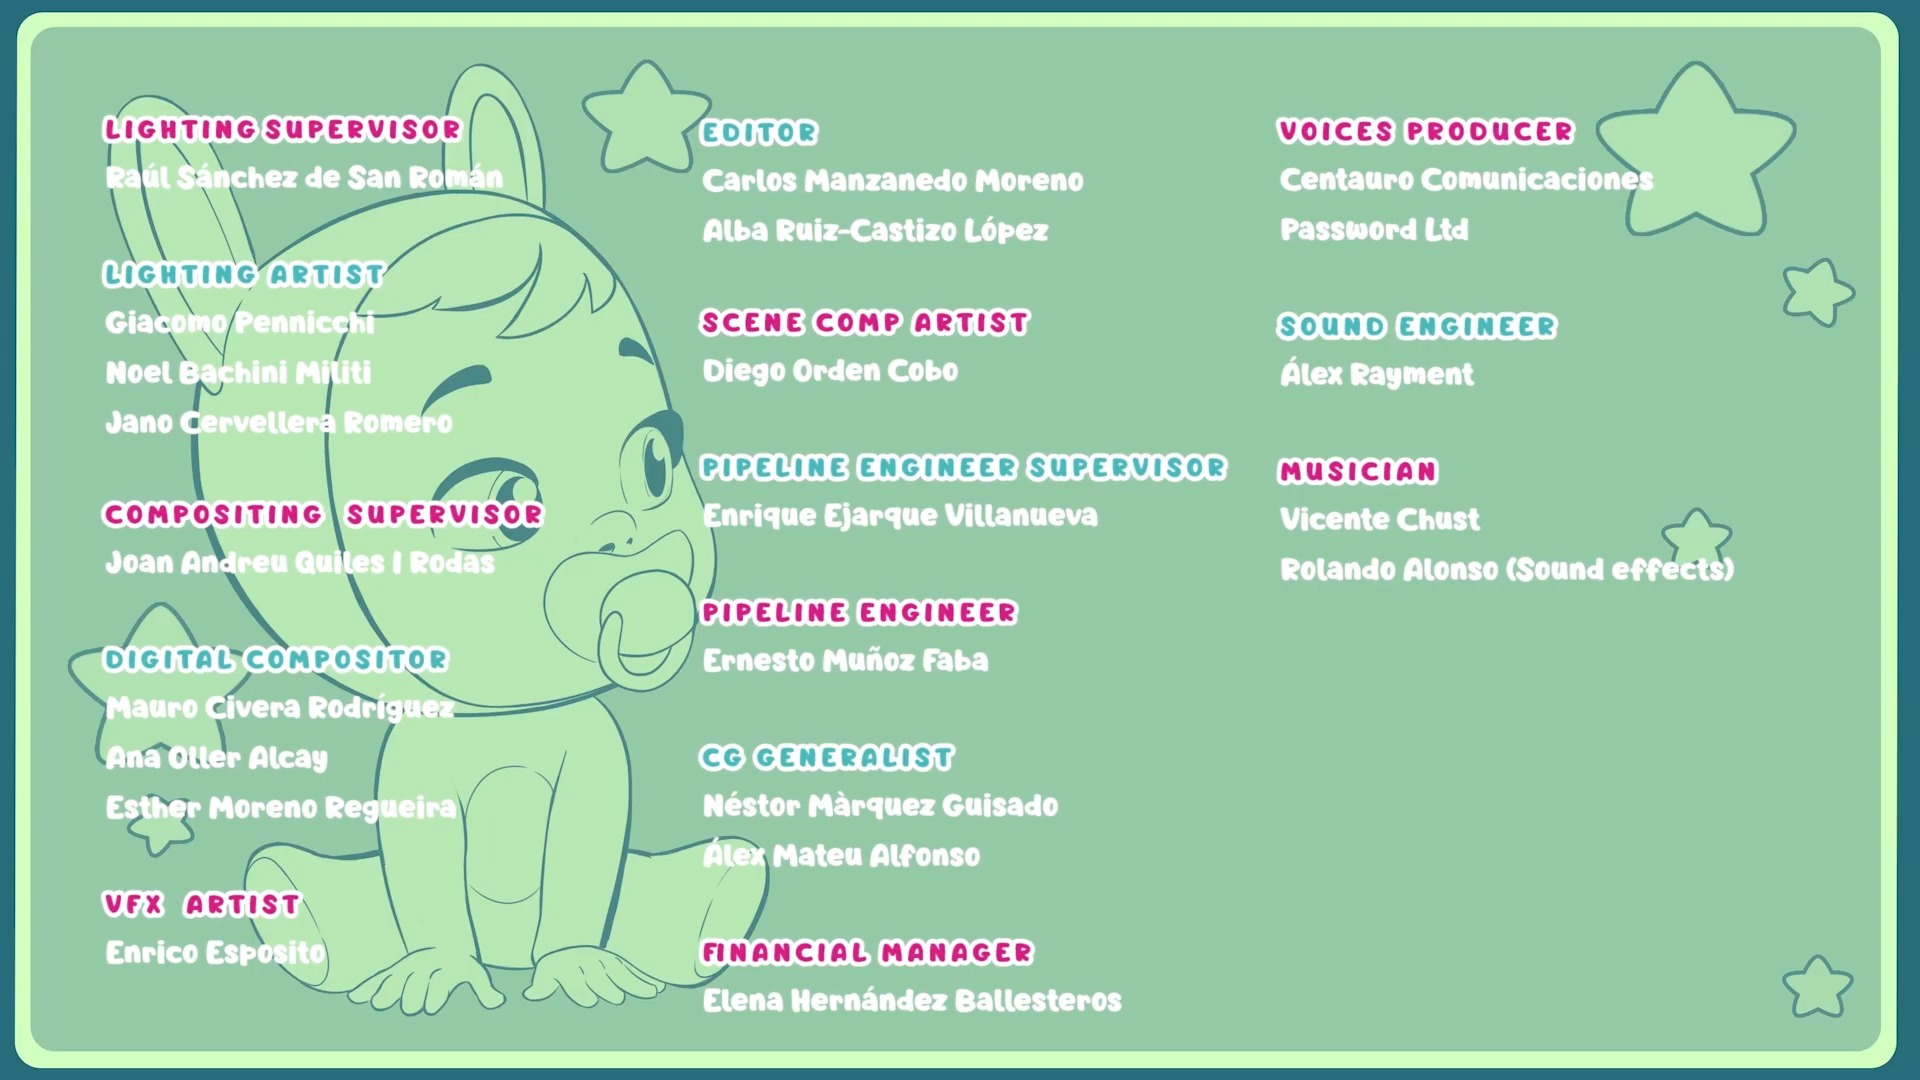 LIGHTING SUPERVISOR
Raúl Sánchez de San Román
LIGHTING ARTIST
Giacomo Pennicchi
Noel Bachini Militi
Jano Cervellera Romero
COMPOSITING SUPERVISOR
Joan Andreu Quiles I Rodas
DIGITAL COMPOSITOR
Mauro Civera Rodríguez
Ana Oller Alcay
Esther Moreno Regueira
VFX ARTIST
Enrico Esposito
EDITOR
Carlos Manzanedo Moreno
Alba Ruiz-Castizo López
SCENE COMP ARTIST
Diego Orden Cobo
PIPELINE ENGINEER SUPERVISOR
Enrique Ejarque Villanueva
PIPELINE ENGINEER
Ernesto Muñoz Faba
CG GENERALIST
Néstor Màrquez Guisado
Álex Mateu Alfonso
FINANCIAL MANAGER
Elena Hernández Ballesteros
VOICES PRODUCER
Centauro Comunicaciones
Password Ltd
SOUND ENGINEER
Álex Rayment
MUSICIAN
Vicente Chust
Rolando Alonso (Sound effects)